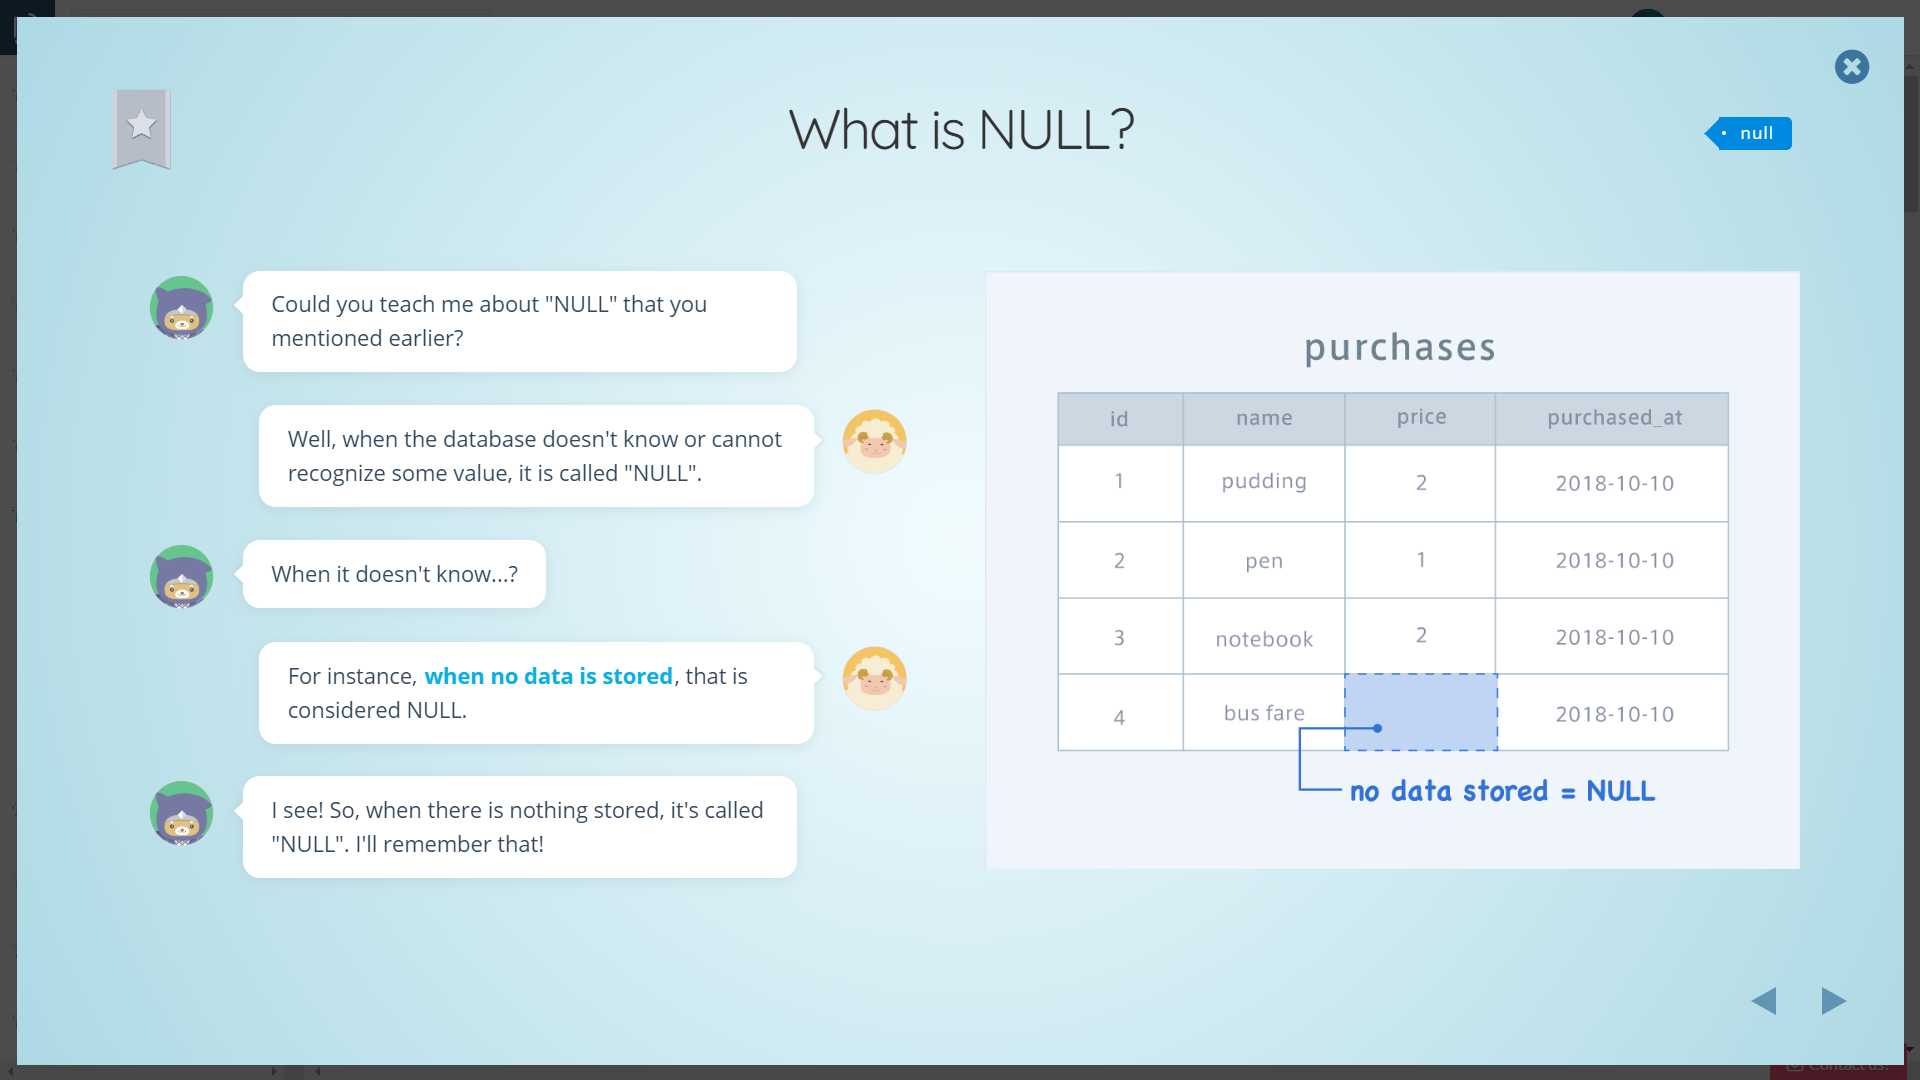 What is NULL?
null
Could you teach me about "NULL" that you
mentioned earlier?
Well, when the database doesn't know or cannot
recognize some value, it is called "NULL".
When it doesn't know...?
For instance, when no data is stored, that is
considered NULL.
I see! So, when there is nothing stored, it's called
"NULL". I'll remember that!
purchases
id name price purchased_at
1 pudding 2 2018-10-10
2 pen 1 2018-10-10
3 notebook 2 2018-10-10
4 bus fare 2018-10-10
no data stored = NULL
Contact us!